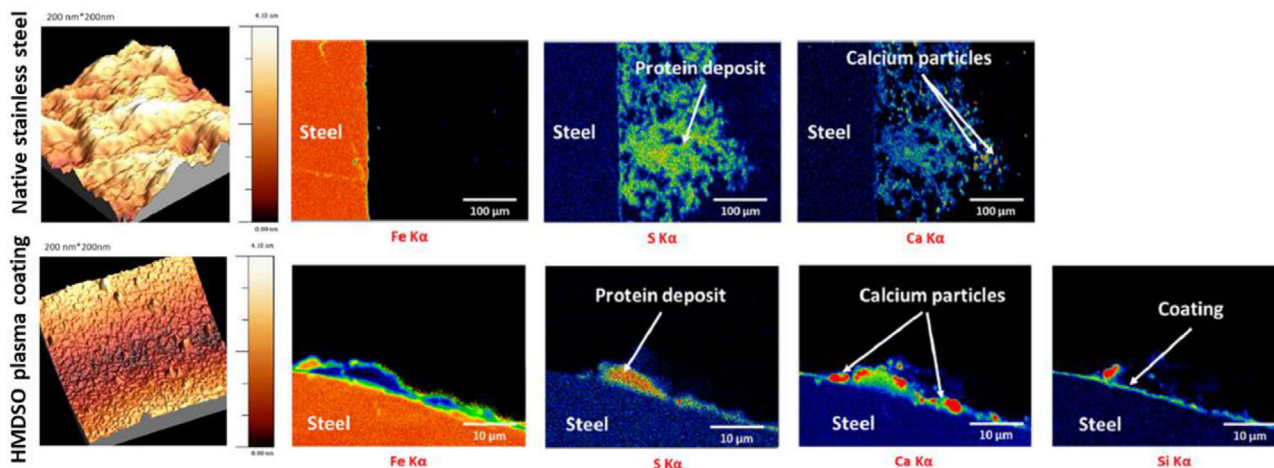 Native stainless steel
200 nm*200nm
4.10 nm
0.00 nm
Steel
100 µm
Fe Kα
Protein deposit
Steel
100 µm
S Kα
Calcium particles
Steel
100 µm
Ca Kα
HMDSO plasma coating
200 nm*200nm
4.10 nm
0.00 nm
Steel
10 µm
Fe Kα
Protein deposit
Steel
10 µm
S Kα
Calcium particles
Steel
10 µm
Ca Kα
Coating
Steel
10 µm
Si Kα